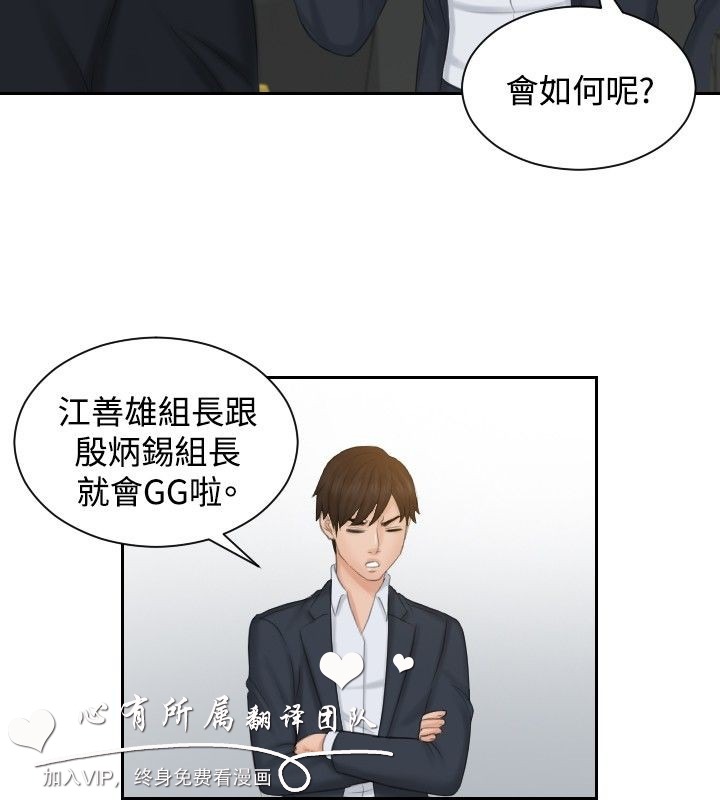 會如何呢?
江善雄組長跟
殷炳錫組長
就會GG啦。
心有所属翻译团队
加入VIP，终身免费看漫画